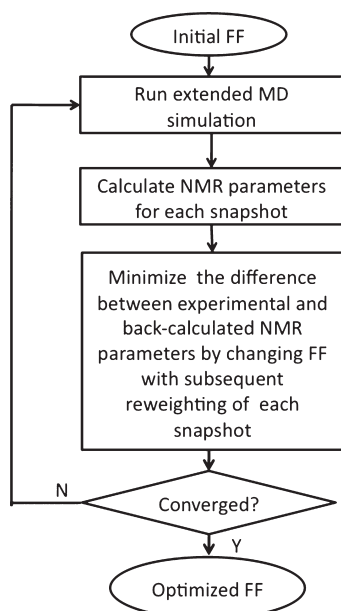 Initial FF
Run extended MD
simulation
Calculate NMR parameters
for each snapshot
Minimize the difference
between experimental and
back-calculated NMR
parameters by changing FF
with subsequent
reweighting of each
snapshot
N
Converged?
Y
Optimized FF